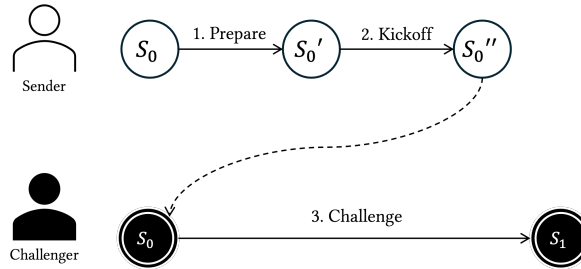 1. Prepare
2. Kickoff
S₀
S₀′
S₀′′
Sender
3. Challenge
S₀
S₁
Challenger